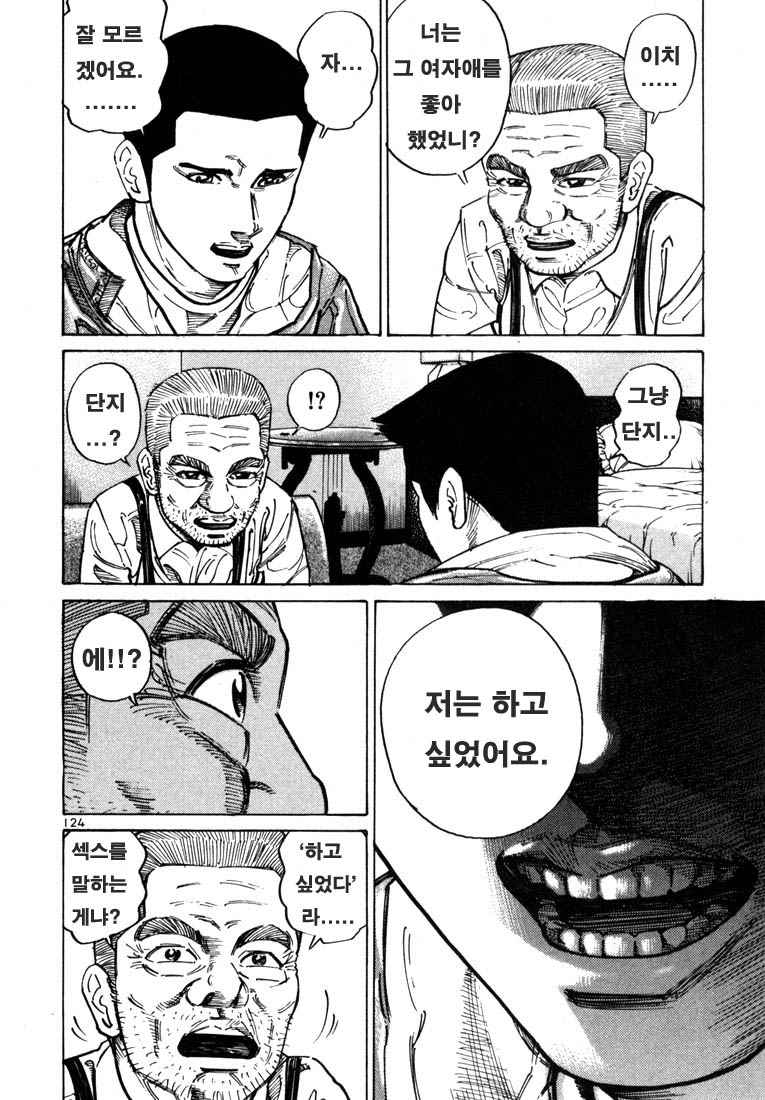 이치
.....
너는
그 여자애를
좋아
했었니?
자...
잘 모르
겠어요.
.......
그냥
단지..
!?
단지
...?
저는 하고
싶었어요.
에!!?
124
‘하고
싶었다’
라.....
섹스를
말하는
게냐?